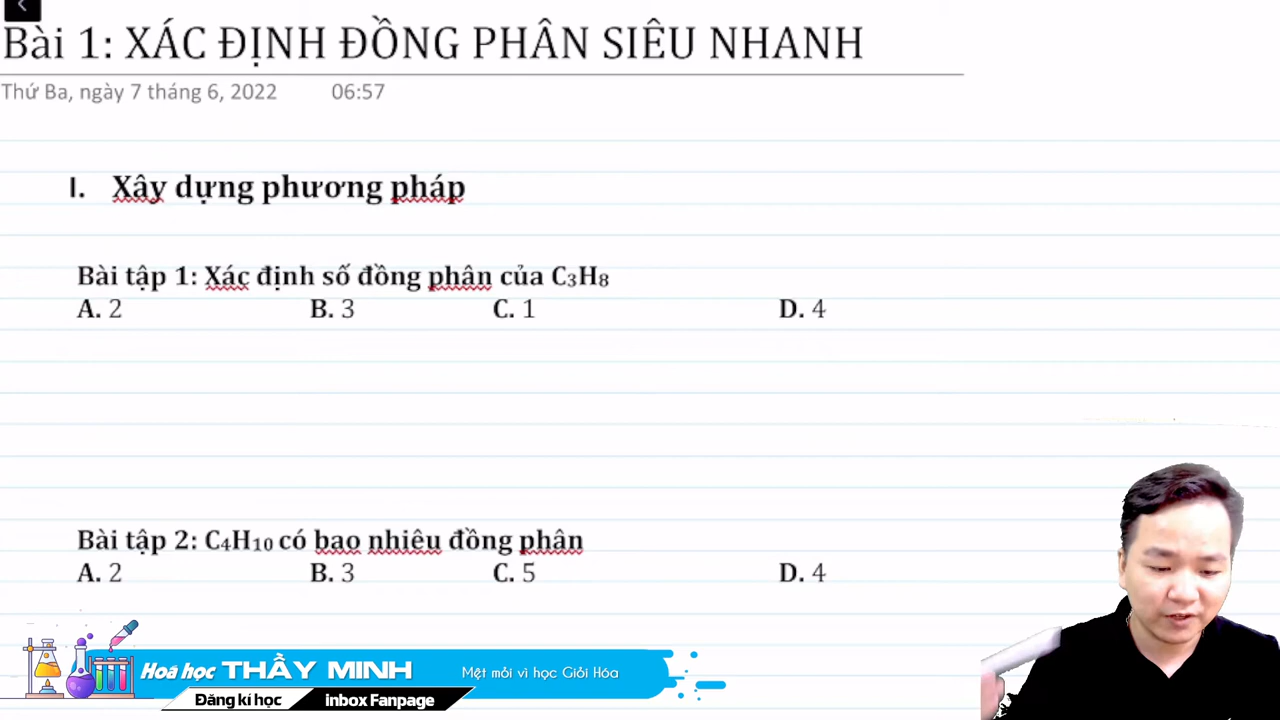 Bài 1: XÁC ĐỊNH ĐỒNG PHÂN SIÊU NHANH
Thứ Ba, ngày 7 tháng 6, 2022 06:57
I. Xây dựng phương pháp
Bài tập 1: Xác định số đồng phân của C₃H₈
A. 2 B. 3 C. 1 D. 4
Bài tập 2: C₄H₁₀ có bao nhiêu đồng phân
A. 2 B. 3 C. 5 D. 4
Hoá học THẦY MINH Mệt mỏi vì học Giỏi Hóa
Đăng kí học inbox Fanpage